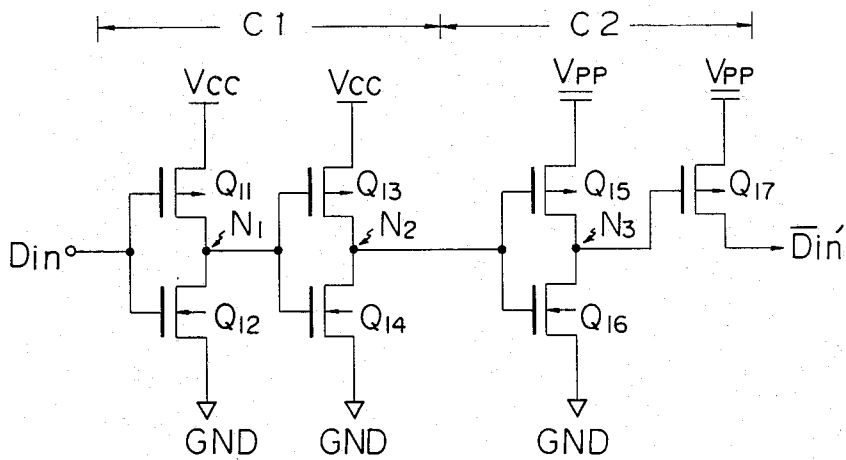 C1 C2
VCC VCC VPP VPP
Q11 Q13 Q15 Q17
N1 N2 N3
Din D̅i̅n̅′
Q12 Q14 Q16
GND GND GND